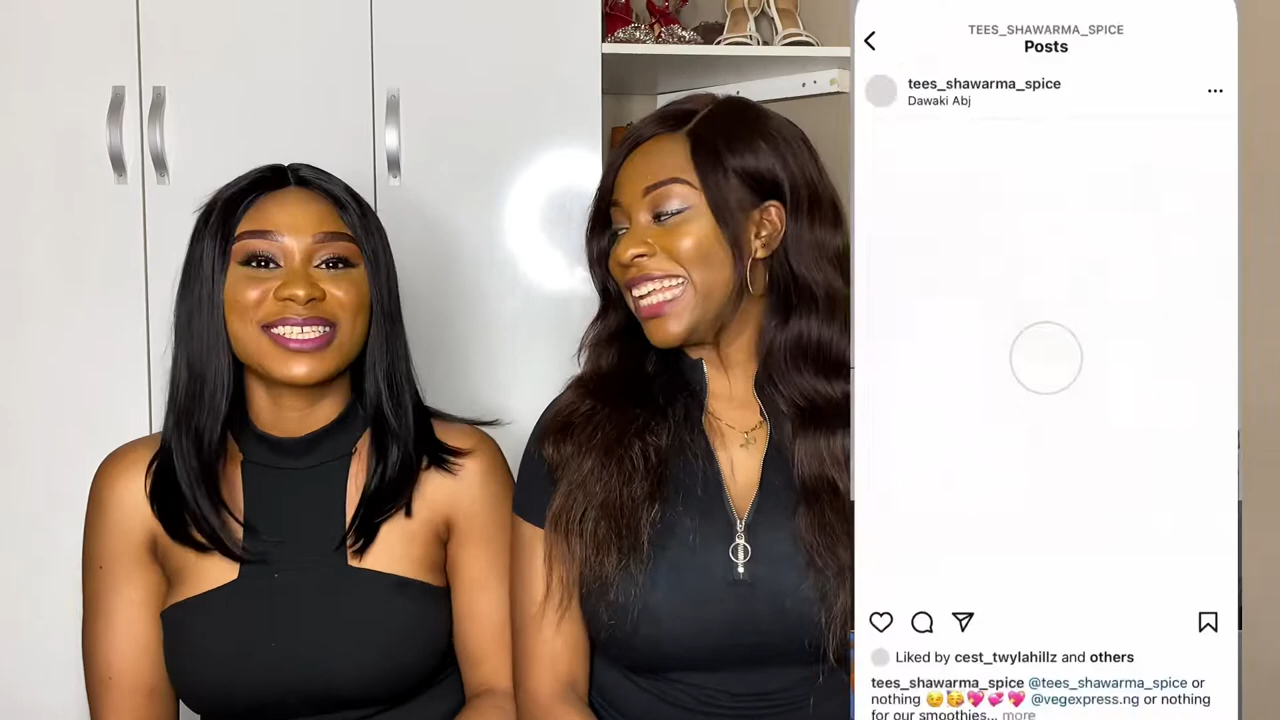 TEES_SHAWARMA_SPICE
Posts
tees_shawarma_spice
Dawaki Abj
Liked by cest_twylahillz and others
tees_shawarma_spice @tees_shawarma_spice or
nothing 😉🥳💖💞💖 @vegexpress.ng or nothing
for our smoothies... more